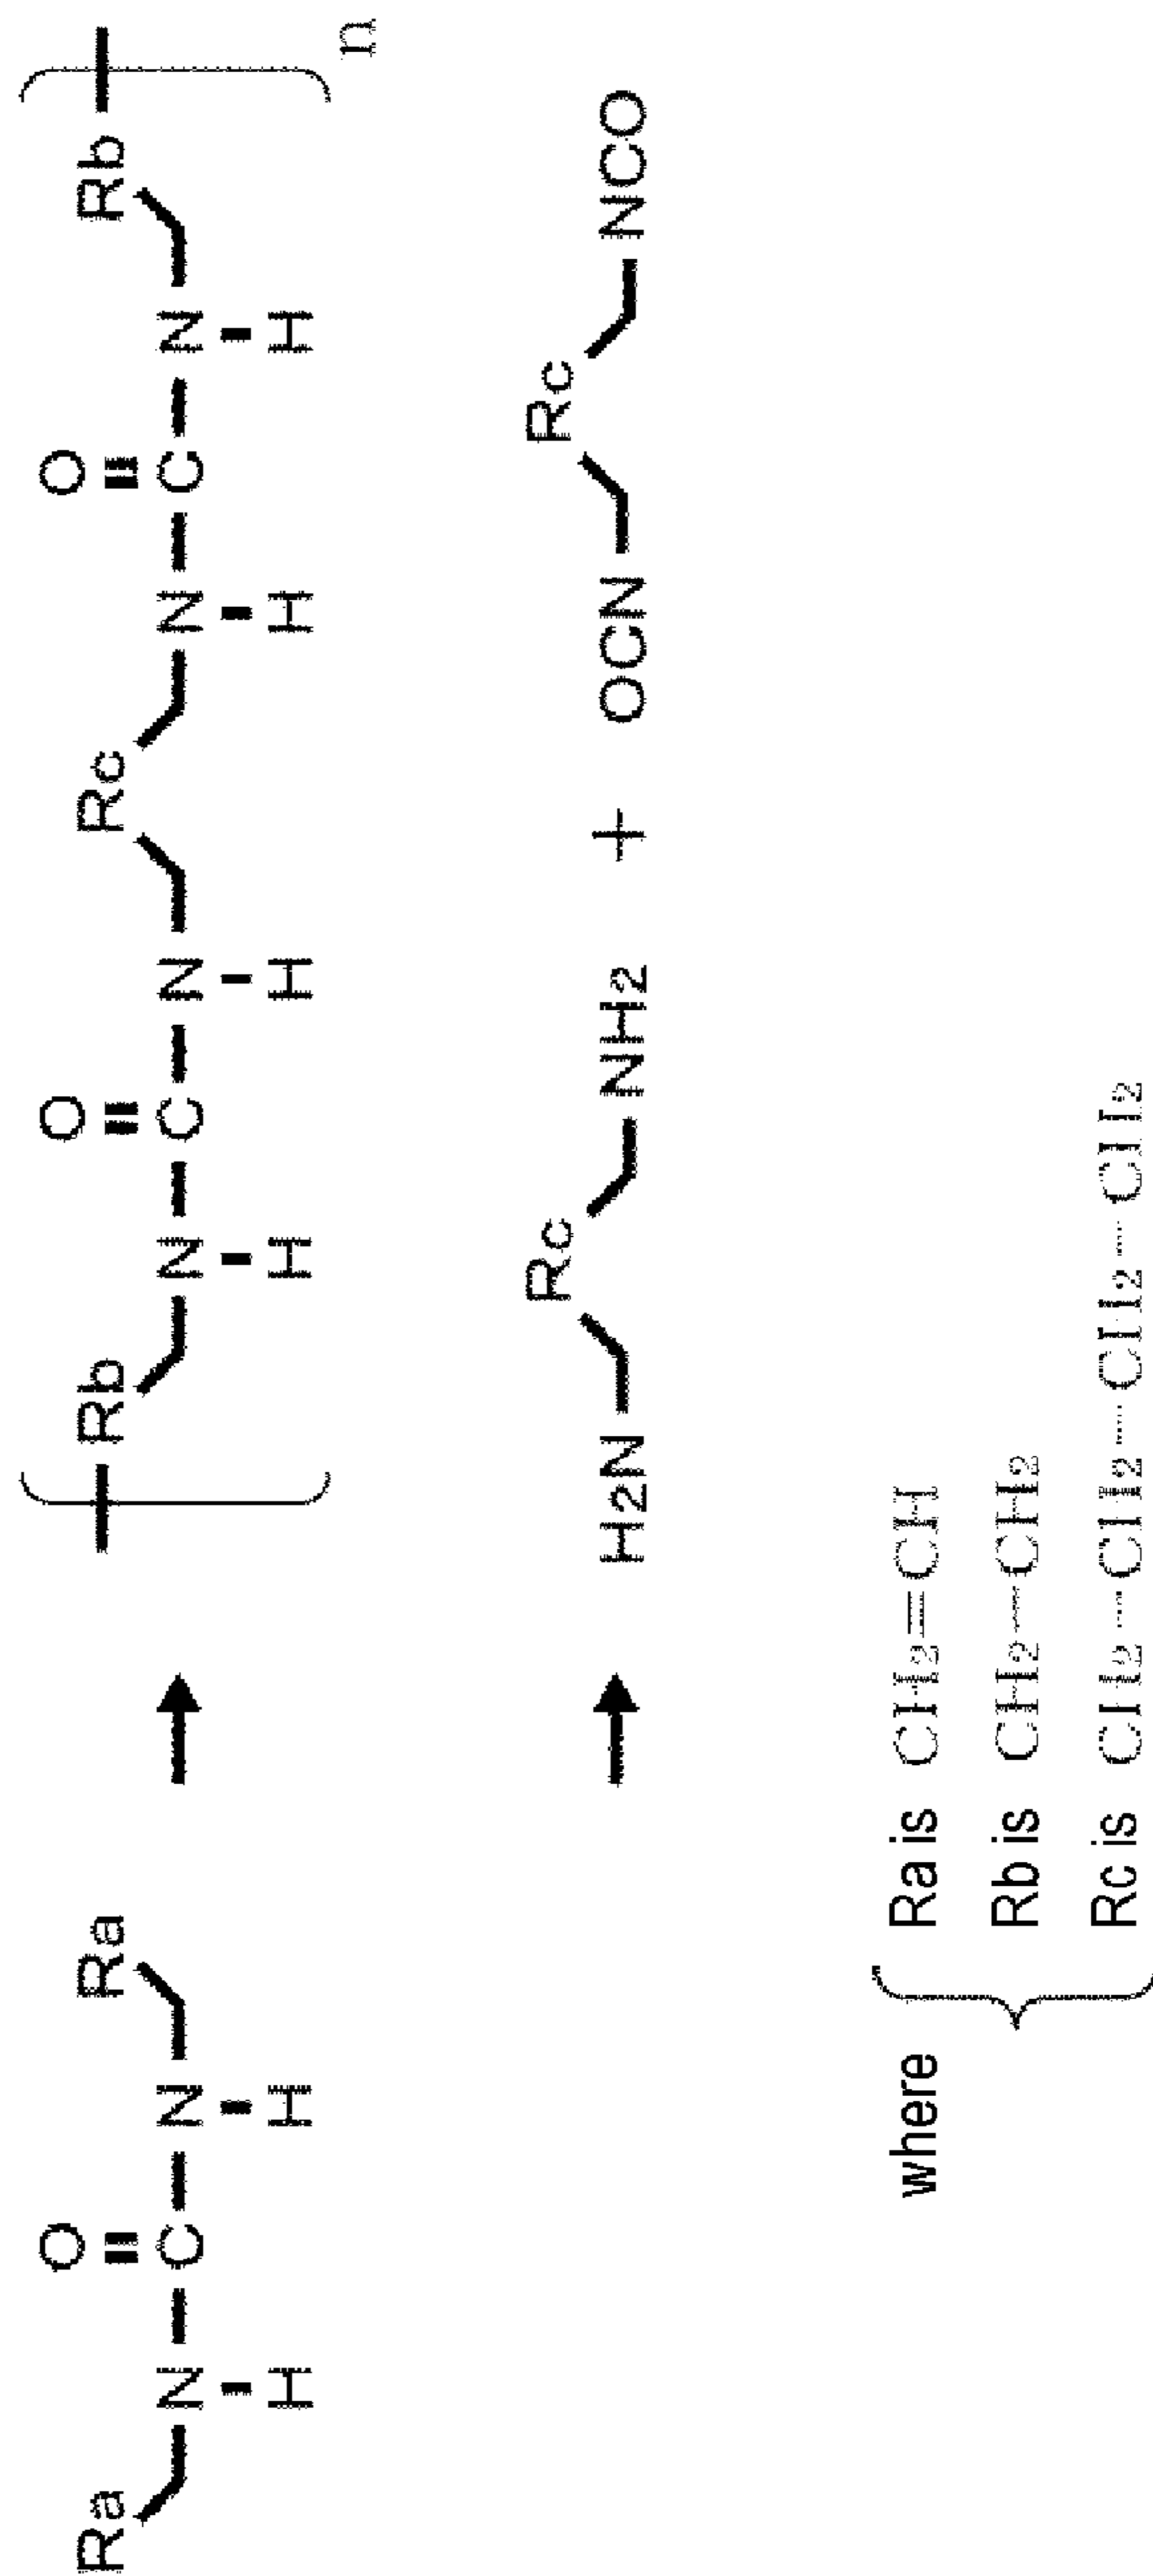 O O O
Ra N C N Ra Rb N C N Rc N C N Rb n
H H H H H H
H2N Rc NH2 + OCN Rc NCO
where
Ra is CH2=CH
Rb is CH2—CH2
Rc is CH2—CH2—CH2—CH2